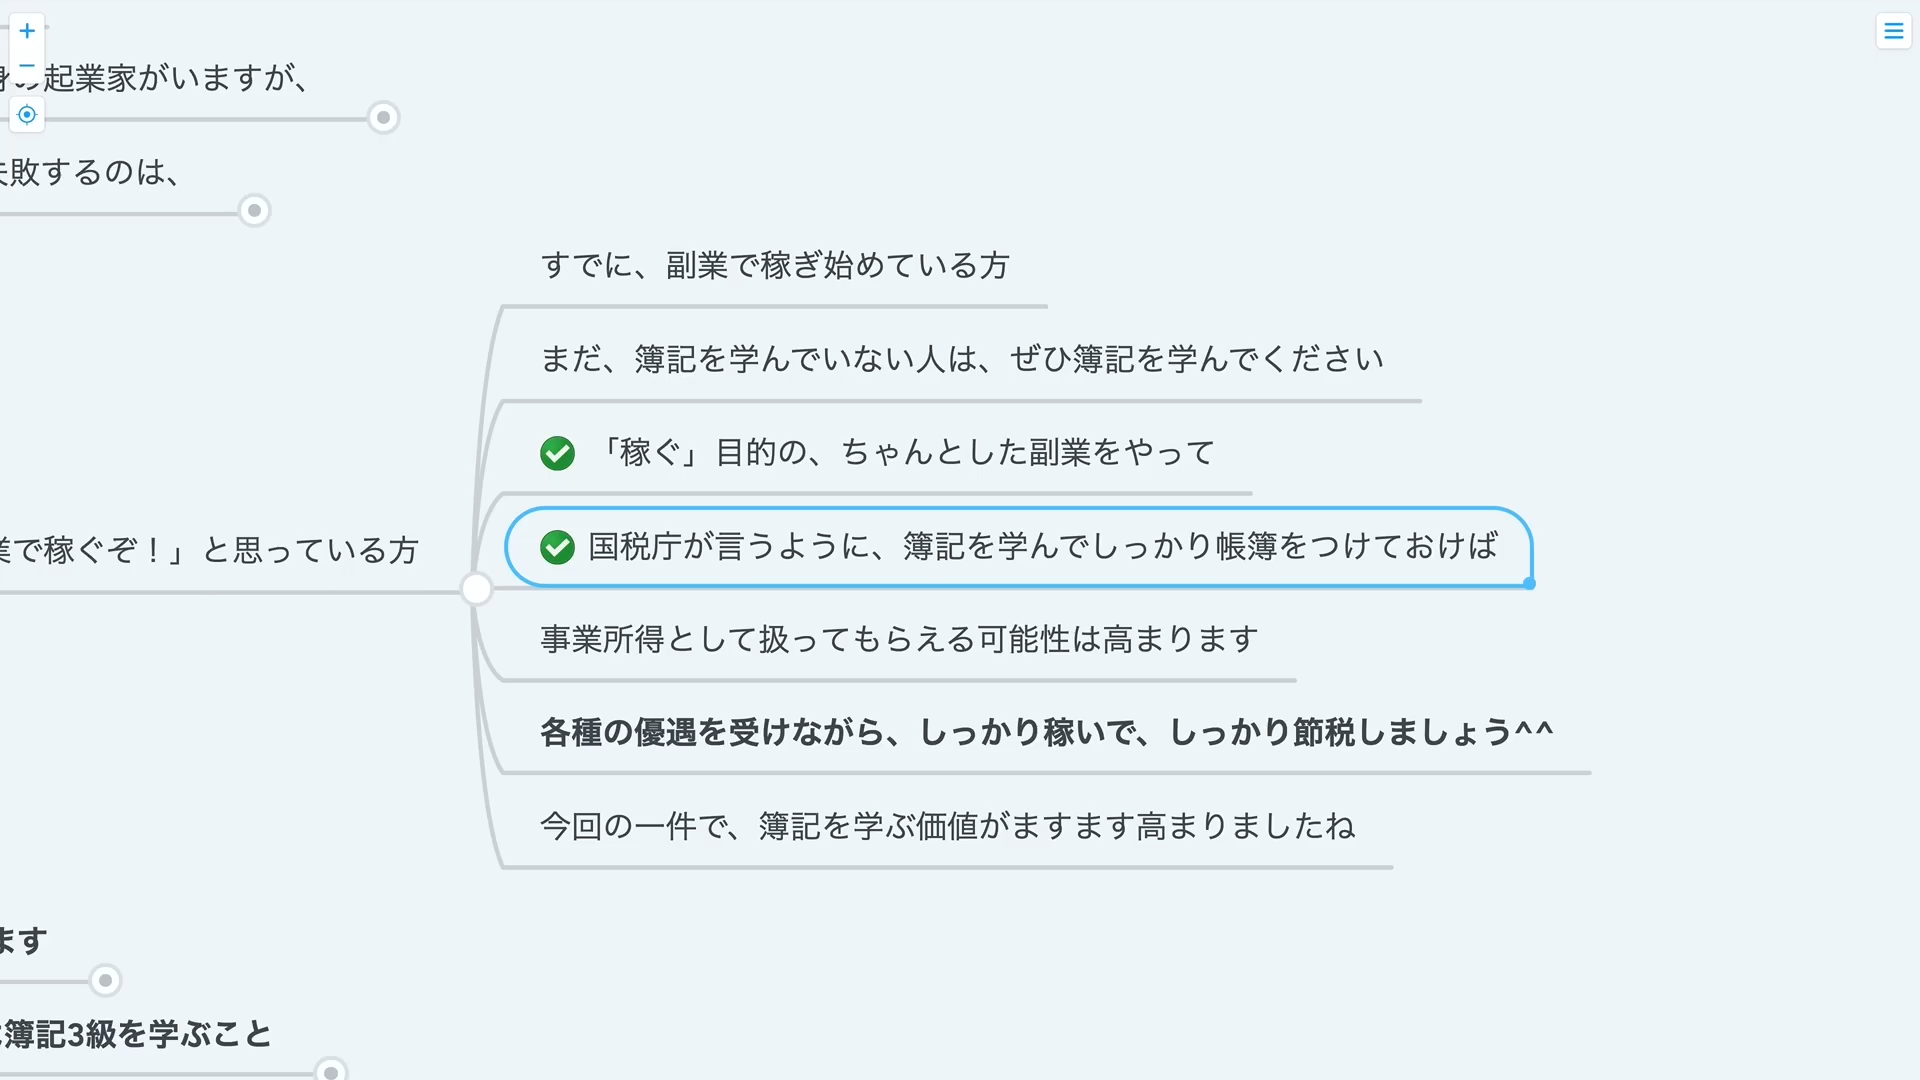 起業家がいますが、
敗するのは、
すでに、副業で稼ぎ始めている方
まだ、簿記を学んでいない人は、ぜひ簿記を学んでください
「稼ぐ」目的の、ちゃんとした副業をやって
業で稼ぐぞ！」と思っている方
国税庁が言うように、簿記を学んでしっかり帳簿をつけておけば
事業所得として扱ってもらえる可能性は高まります
各種の優遇を受けながら、しっかり稼いで、しっかり節税しましょう^^
今回の一件で、簿記を学ぶ価値がますます高まりましたね
ます
簿記3級を学ぶこと